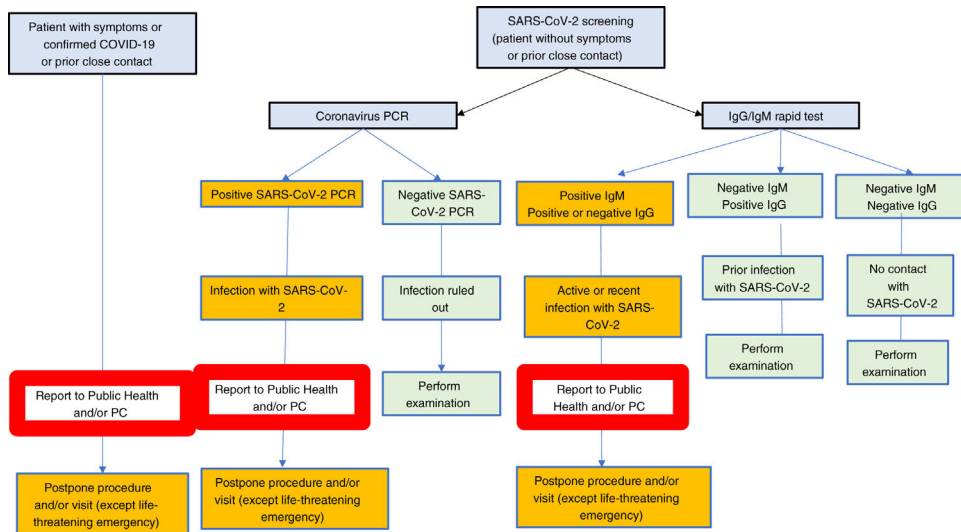 Patient with symptoms or
confirmed COVID-19
or prior close contact
SARS-CoV-2 screening
(patient without symptoms
or prior close contact)
Coronavirus PCR
IgG/IgM rapid test
Positive SARS-CoV-2 PCR
Negative SARS-
CoV-2 PCR
Positive IgM
Positive or negative IgG
Negative IgM
Positive IgG
Negative IgM
Negative IgG
Infection with SARS-CoV-
2
Infection ruled
out
Active or recent
infection with SARS-
CoV-2
Prior infection
with SARS-CoV-2
No contact
with
SARS-CoV-2
Perform
examination
Perform
examination
Perform
examination
Report to Public Health
and/or PC
Report to Public Health
and/or PC
Report to Public
Health and/or PC
Postpone procedure
and/or visit (except life-
threatening emergency)
Postpone procedure and/or
visit (except life-threatening
emergency)
Postpone procedure and/or
visit (except life-threatening
emergency)